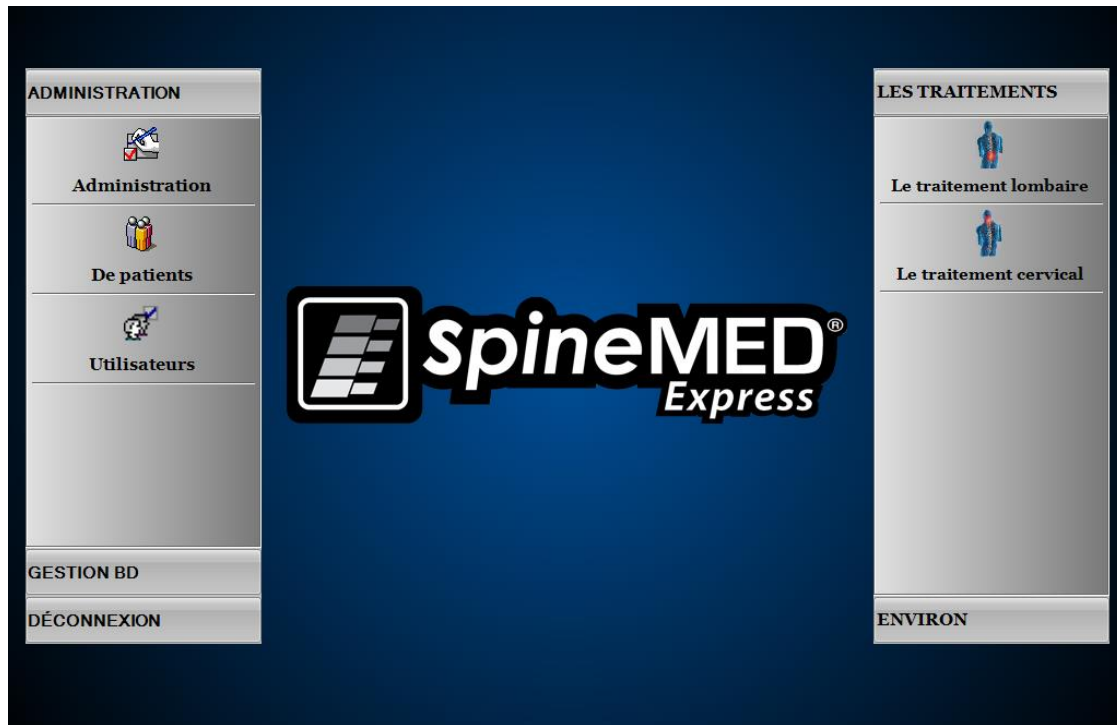 ADMINISTRATION
Administration
De patients
Utilisateurs
GESTION BD
DÉCONNEXION
SpineMED®
Express
LES TRAITEMENTS
Le traitement lombaire
Le traitement cervical
ENVIRON